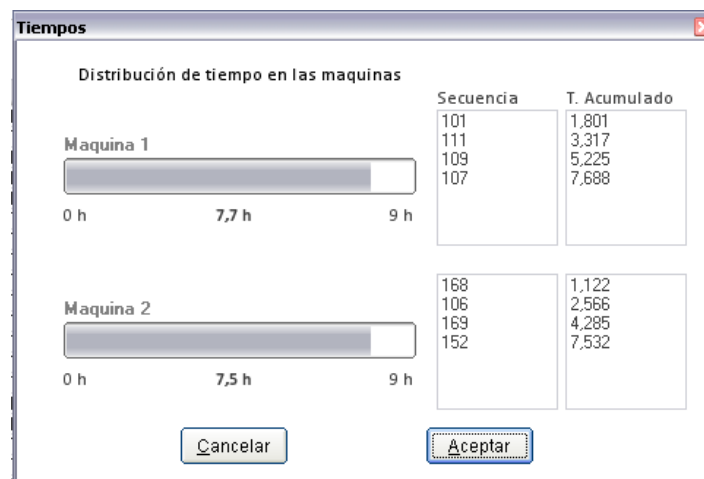 Tiempos
Distribución de tiempo en las maquinas
Secuencia T. Acumulado
Maquina 1
101 1,801
111 3,317
109 5,225
107 7,688
0 h 7,7 h 9 h
Maquina 2
168 1,122
106 2,566
169 4,285
152 7,532
0 h 7,5 h 9 h
Cancelar Aceptar